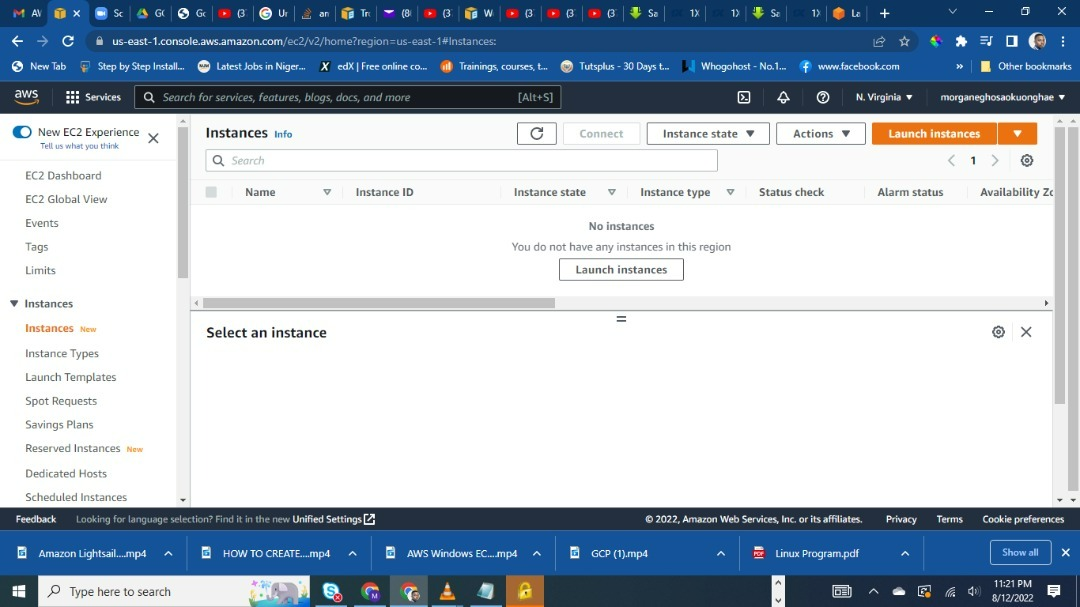 AV
Sc
GC
Gc
(3
Ur
an
Tr
(8(
(3
W
(3
(3
(3
Sa
1X
1)
Sa
1)
La
us-east-1.console.aws.amazon.com/ec2/v2/home?region=us-east-1#Instances:
New Tab
Step by Step Install...
Latest Jobs in Niger...
edX | Free online co...
Trainings, courses, t...
Tutsplus - 30 Days t...
Whogohost - No.1...
www.facebook.com
»
Other bookmarks
aws
Services
Search for services, features, blogs, docs, and more
[Alt+S]
N. Virginia
morganeghosaokuonghae
New EC2 Experience
Tell us what you think
EC2 Dashboard
EC2 Global View
Events
Tags
Limits
Instances
Instances New
Instance Types
Launch Templates
Spot Requests
Savings Plans
Reserved Instances New
Dedicated Hosts
Scheduled Instances
Instances Info
Connect
Instance state
Actions
Launch instances
Search
1
Name
Instance ID
Instance state
Instance type
Status check
Alarm status
Availability Zo
No instances
You do not have any instances in this region
Launch instances
Select an instance
Feedback
Looking for language selection? Find it in the new Unified Settings
© 2022, Amazon Web Services, Inc. or its affiliates.
Privacy
Terms
Cookie preferences
Amazon Lightsail....mp4
HOW TO CREATE....mp4
AWS Windows EC....mp4
GCP (1).mp4
PDF
Linux Program.pdf
Show all
Type here to search
11:21 PM
8/12/2022